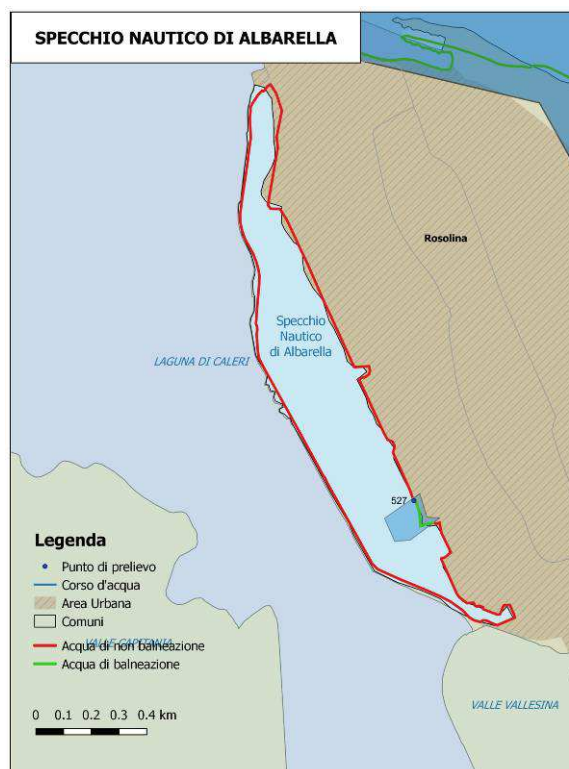 SPECCHIO NAUTICO DI ALBARELLA
Rosolina
Specchio
Nautico
di Albarella
LAGUNA DI CALERI
527
Legenda
Punto di prelievo
Corso d'acqua
Area Urbana
Comuni
VALLE CAPITANIA
Acqua di non balneazione
Acqua di balneazione
0 0.1 0.2 0.3 0.4 km
VALLE VALLESINA